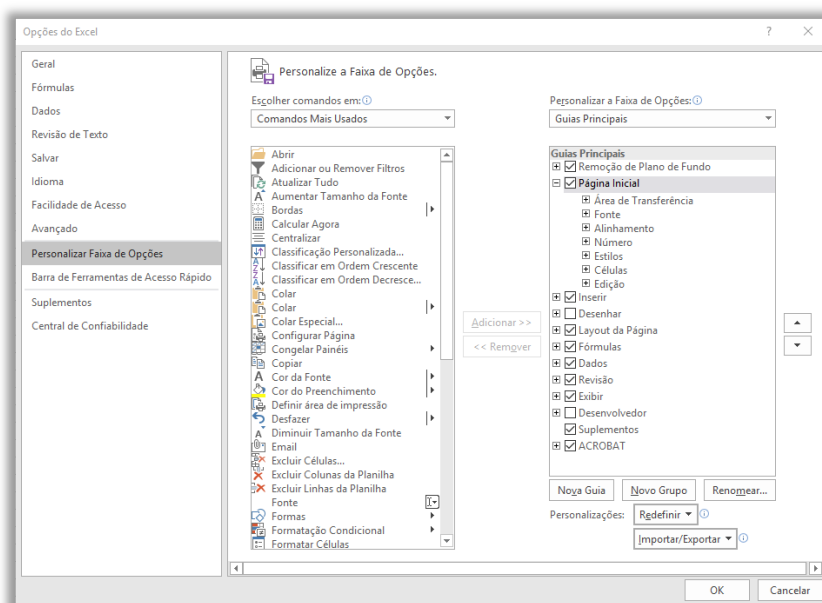 Opções do Excel
?
Geral
Fórmulas
Dados
Revisão de Texto
Salvar
Idioma
Facilidade de Acesso
Avançado
Personalizar Faixa de Opções
Barra de Ferramentas de Acesso Rápido
Suplementos
Central de Confiabilidade
Personalize a Faixa de Opções.
Escolher comandos em:
Comandos Mais Usados
Abrir
Adicionar ou Remover Filtros
Atualizar Tudo
Aumentar Tamanho da Fonte
Bordas
Calcular Agora
Centralizar
Classificação Personalizada...
Classificar em Ordem Crescente
Classificar em Ordem Decresce...
Colar
Colar
Colar Especial...
Configurar Página
Congelar Painéis
Copiar
Cor da Fonte
Cor do Preenchimento
Definir área de impressão
Desfazer
Diminuir Tamanho da Fonte
Email
Excluir Células...
Excluir Colunas da Planilha
Excluir Linhas da Planilha
Fonte
Formas
Formatação Condicional
Formatar Células
Adicionar >>
<< Remover
Personalizar a Faixa de Opções:
Guias Principais
Guias Principais
Remoção de Plano de Fundo
Página Inicial
Área de Transferência
Fonte
Alinhamento
Número
Estilos
Células
Edição
Inserir
Desenhar
Layout da Página
Fórmulas
Dados
Revisão
Exibir
Desenvolvedor
Suplementos
ACROBAT
Nova Guia
Novo Grupo
Renomear...
Personalizações:
Redefinir
Importar/Exportar
OK
Cancelar